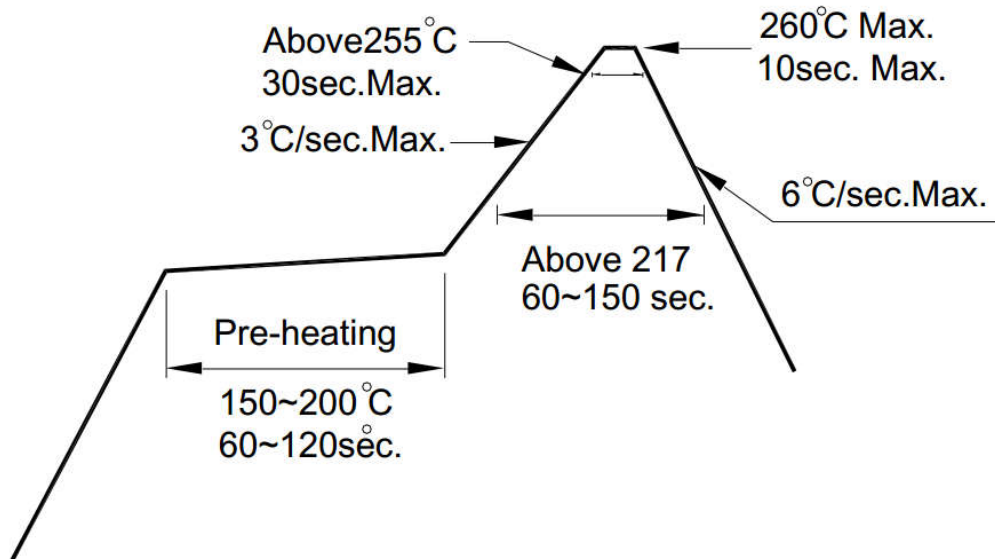 Above255°C
30sec.Max.
260°C Max.
10sec. Max.
3°C/sec.Max.
6°C/sec.Max.
Above 217
60~150 sec.
Pre-heating
150~200°C
60~120sec.